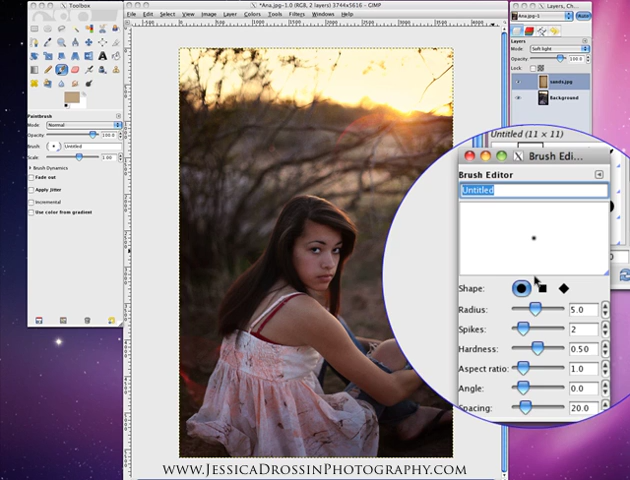 Toolbox
Paintbrush
Mode: Normal
Opacity: 100.0
Brush: Untitled
Scale: 1.00
Brush Dynamics
Fade out
Apply Jitter
Incremental
Use color from gradient
*Ana.jpg-1.0 (RGB, 2 layers) 3744x5616 – GIMP
File Edit Select View Image Layer Colors Tools Filters Windows Help
WWW.JESSICADROSSINPHOTOGRAPHY.COM
Layers, Ch...
Ana.jpg-1 Auto
Layers
Mode: Soft light
Opacity: 100.0
Lock:
sands.jpg
Background
Untitled (11 × 11)
Brush Edi...
Brush Editor
Untitled
Shape:
Radius: 5.0
Spikes: 2
Hardness: 0.50
Aspect ratio: 1.0
Angle: 0.0
Spacing: 20.0